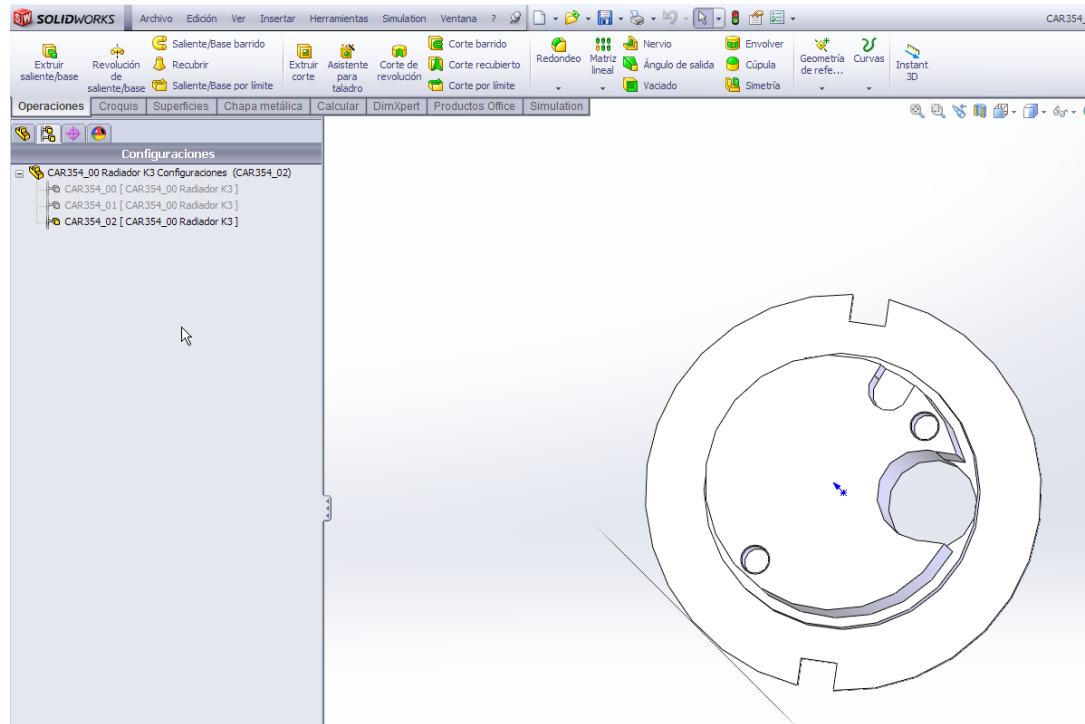 SW SOLIDWORKS Archivo Edición Ver Insertar Herramientas Simulation Ventana ? CAR354_
Extruir saliente/base
Revolución de saliente/base
Saliente/Base barrido
Recubrir
Saliente/Base por límite
Extruir corte
Asistente para taladro
Corte de revolución
Corte barrido
Corte recubierto
Corte por límite
Redondeo
Matriz lineal
Nervio
Ángulo de salida
Vaciado
Envolver
Cúpula
Simetría
Geometría de refe...
Curvas
Instant 3D
Operaciones Croquis Superficies Chapa metálica Calcular DimXpert Productos Office Simulation
Configuraciones
CAR354_00 Radiador K3 Configuraciones (CAR354_02)
CAR354_00 [ CAR354_00 Radiador K3 ]
CAR354_01 [ CAR354_00 Radiador K3 ]
CAR354_02 [ CAR354_00 Radiador K3 ]